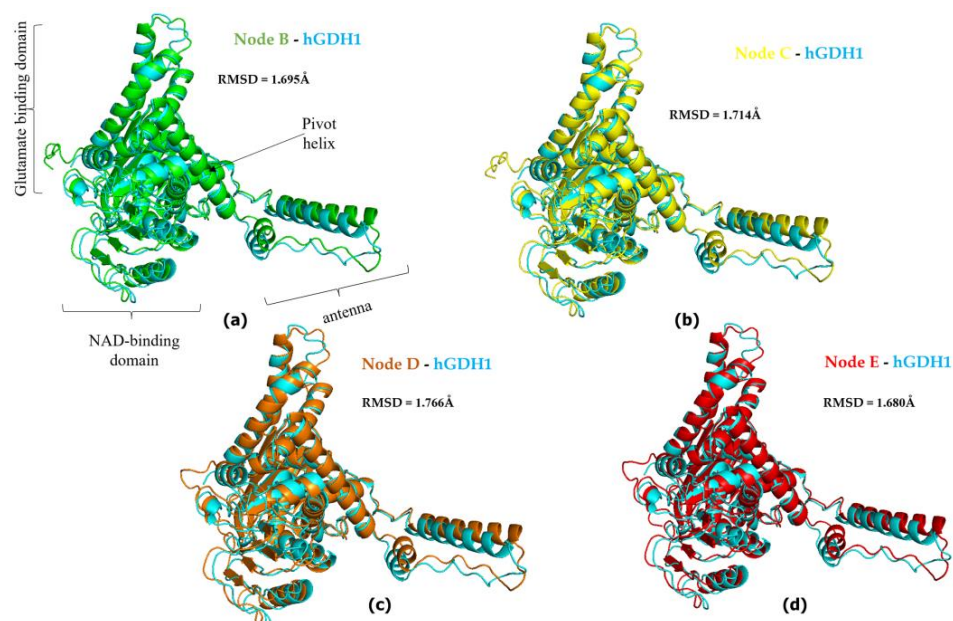 Glutamate binding domain
Node B - hGDH1
RMSD = 1.695Å
Pivot
helix
antenna
NAD-binding
domain
(a)
Node C - hGDH1
RMSD = 1.714Å
(b)
Node D - hGDH1
RMSD = 1.766Å
(c)
Node E - hGDH1
RMSD = 1.680Å
(d)